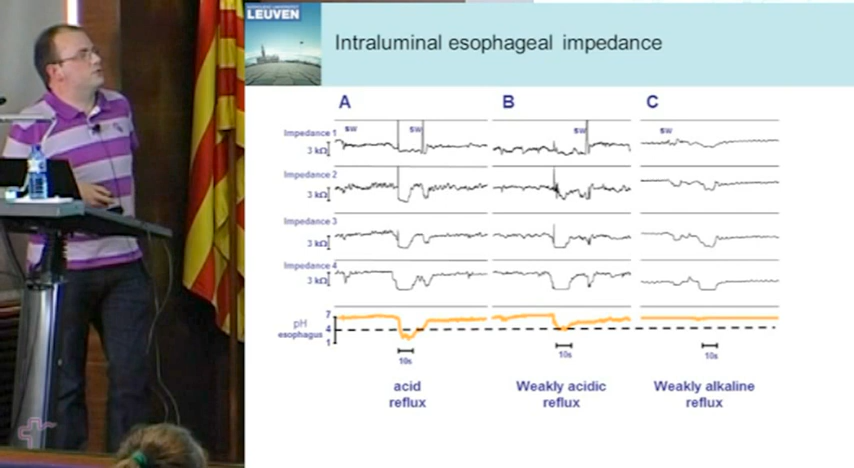 LEUVEN
Intraluminal esophageal impedance
A
B
C
Impedance 1
sw
sw
sw
sw
3 kΩ
Impedance 2
3 kΩ
Impedance 3
3 kΩ
Impedance 4
3 kΩ
pH
esophagus
7
4
1
10s
10s
10s
acid
reflux
Weakly acidic
reflux
Weakly alkaline
reflux